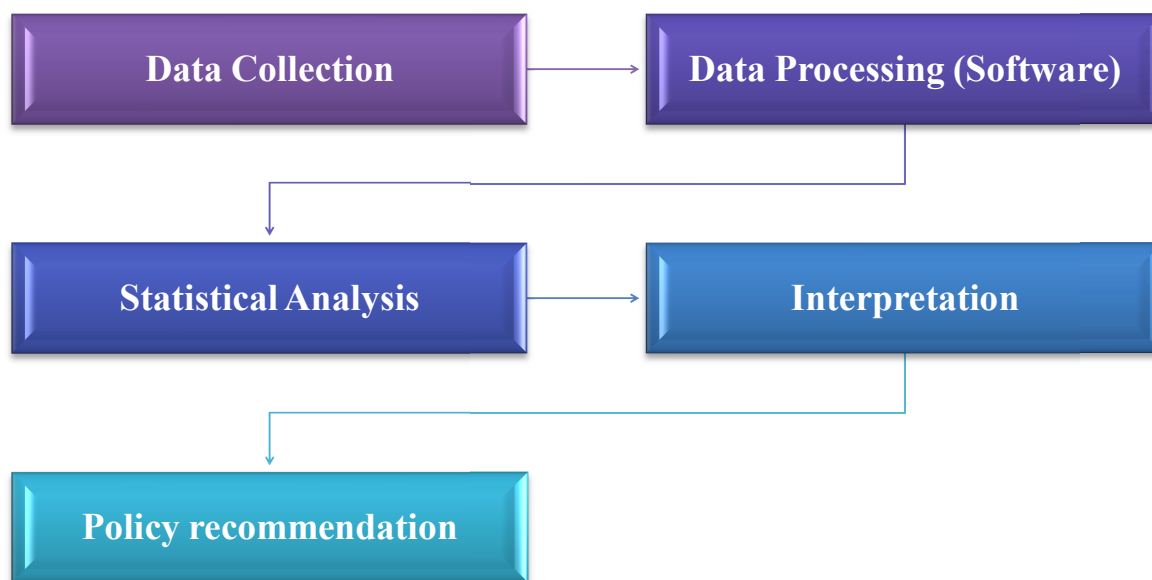 Data Collection
Data Processing (Software)
Statistical Analysis
Interpretation
Policy recommendation